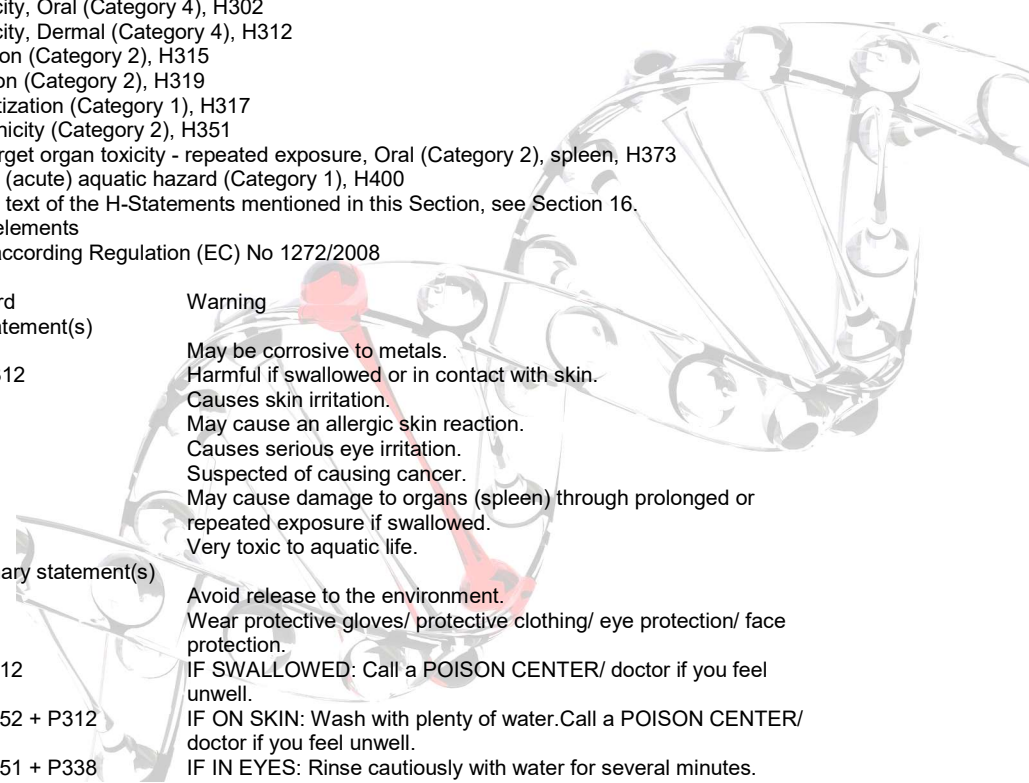 city, Oral (Category 4), H302
city, Dermal (Category 4), H312
on (Category 2), H315
on (Category 2), H319
tization (Category 1), H317
nicity (Category 2), H351
rget organ toxicity - repeated exposure, Oral (Category 2), spleen, H373
(acute) aquatic hazard (Category 1), H400
text of the H-Statements mentioned in this Section, see Section 16.
elements
according Regulation (EC) No 1272/2008
rd Warning
atement(s)
May be corrosive to metals.
12 Harmful if swallowed or in contact with skin.
Causes skin irritation.
May cause an allergic skin reaction.
Causes serious eye irritation.
Suspected of causing cancer.
May cause damage to organs (spleen) through prolonged or
repeated exposure if swallowed.
Very toxic to aquatic life.
ary statement(s)
Avoid release to the environment.
Wear protective gloves/ protective clothing/ eye protection/ face
protection.
12 IF SWALLOWED: Call a POISON CENTER/ doctor if you feel
unwell.
52 + P312 IF ON SKIN: Wash with plenty of water.Call a POISON CENTER/
doctor if you feel unwell.
51 + P338 IF IN EYES: Rinse cautiously with water for several minutes.